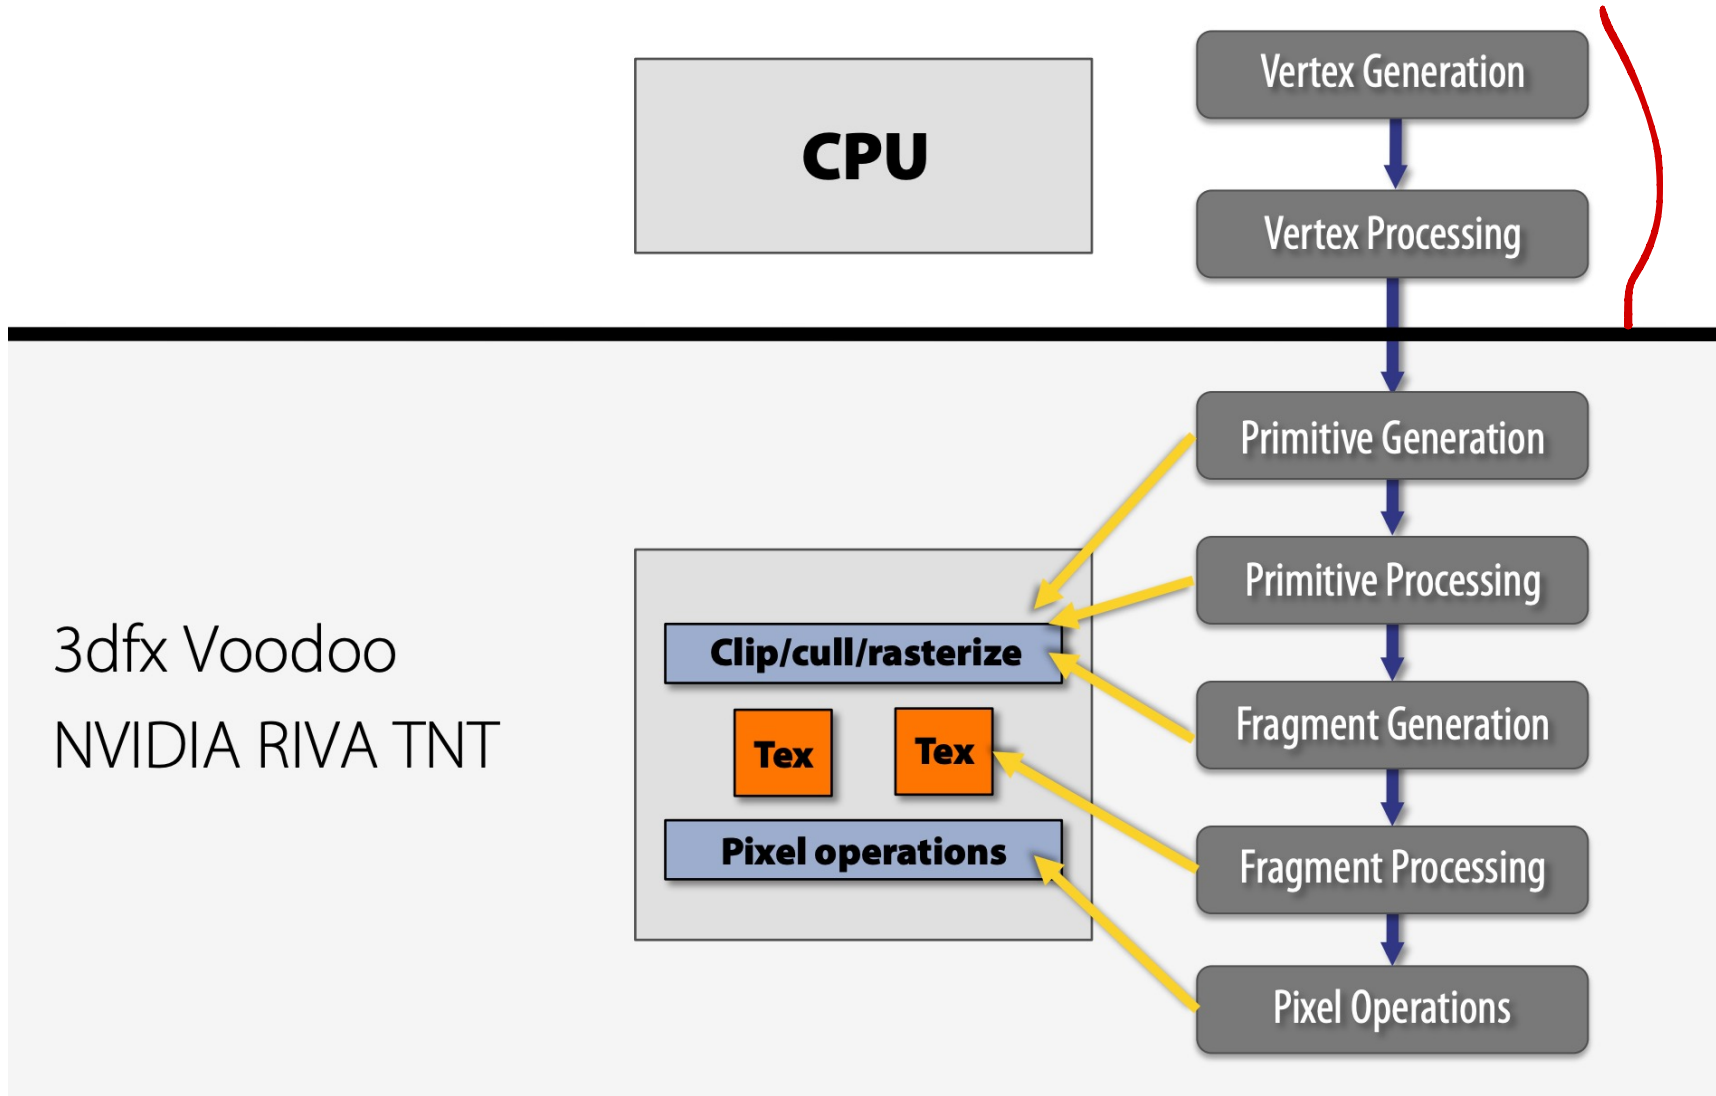 CPU
Vertex Generation
Vertex Processing
3dfx Voodoo
NVIDIA RIVA TNT
Clip/cull/rasterize
Tex
Tex
Pixel operations
Primitive Generation
Primitive Processing
Fragment Generation
Fragment Processing
Pixel Operations